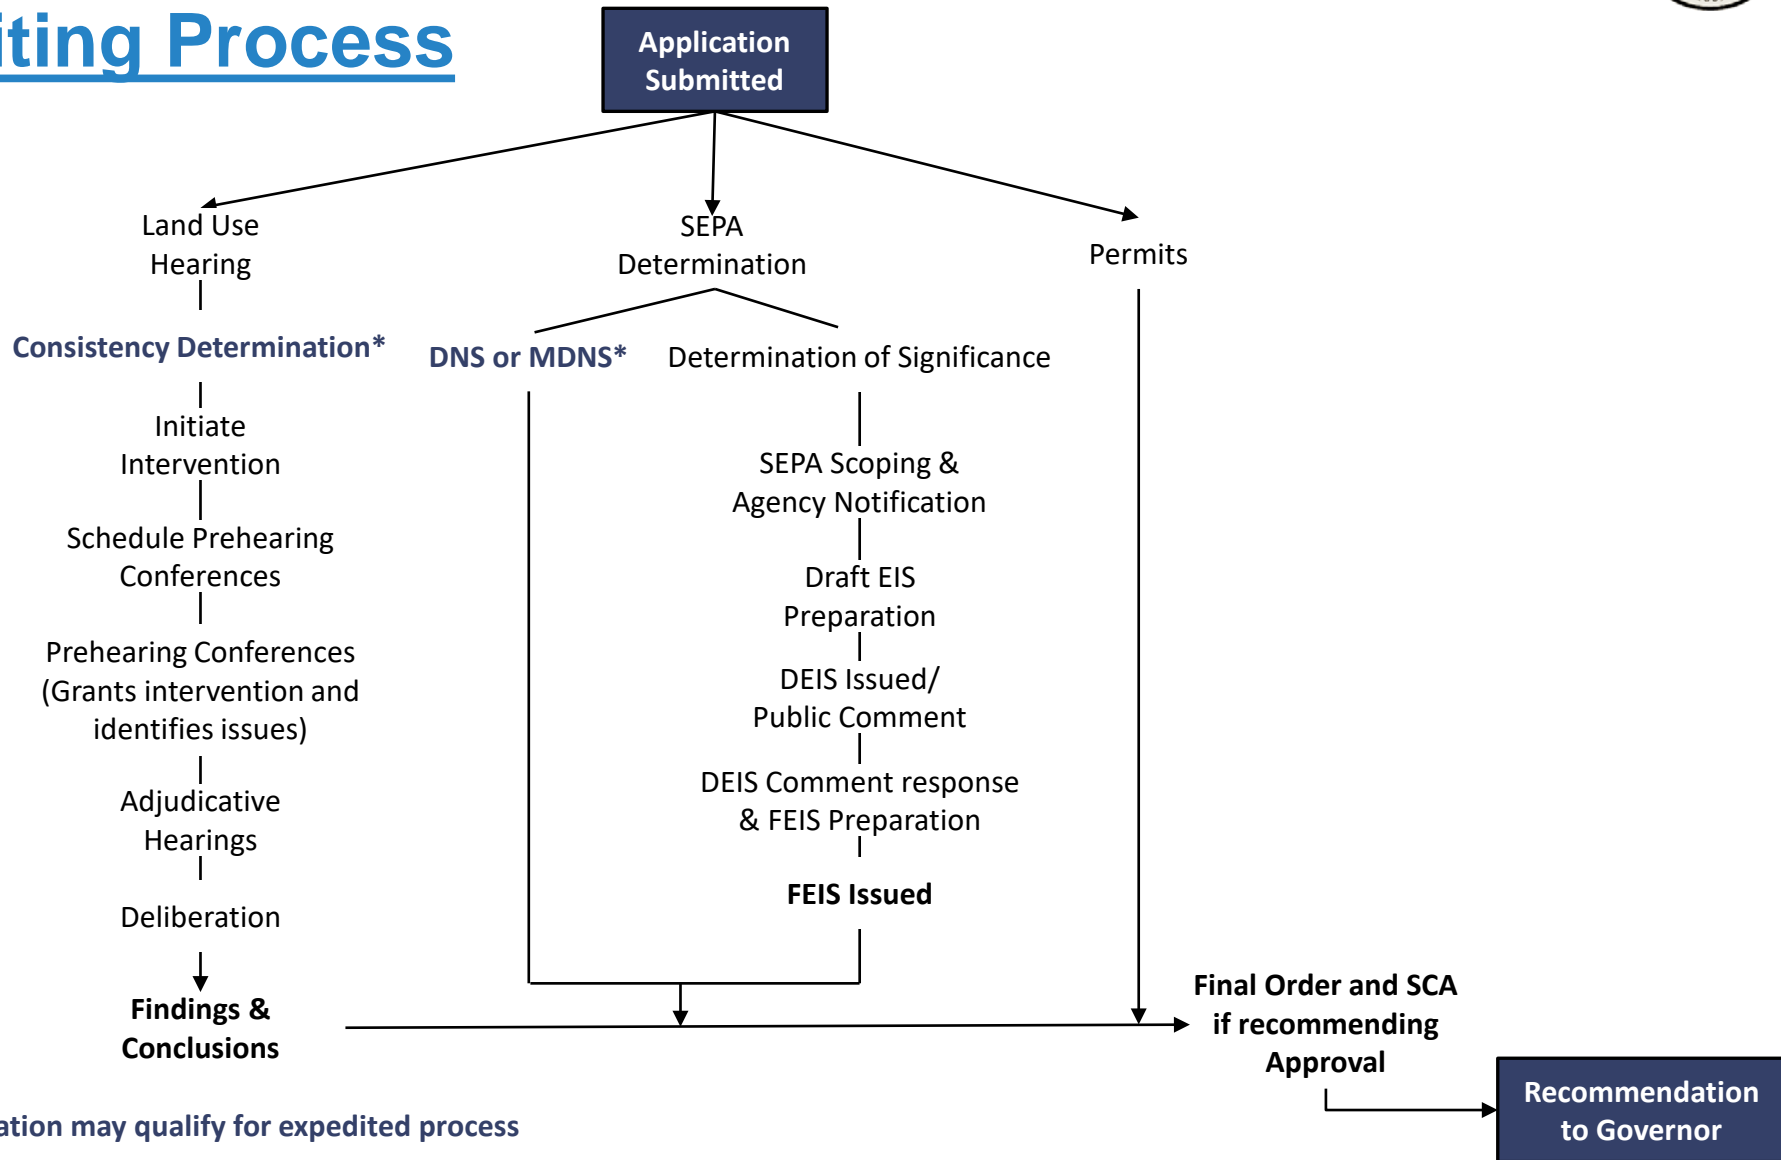 iting Process
Application
Submitted
Land Use
Hearing
SEPA
Determination
Permits
Consistency Determination*
DNS or MDNS*
Determination of Significance
Initiate
Intervention
SEPA Scoping &
Agency Notification
Schedule Prehearing
Conferences
Draft EIS
Preparation
Prehearing Conferences
(Grants intervention and
identifies issues)
DEIS Issued/
Public Comment
Adjudicative
Hearings
DEIS Comment response
& FEIS Preparation
Deliberation
FEIS Issued
Findings &
Conclusions
Final Order and SCA
if recommending
Approval
Recommendation
to Governor
ation may qualify for expedited process